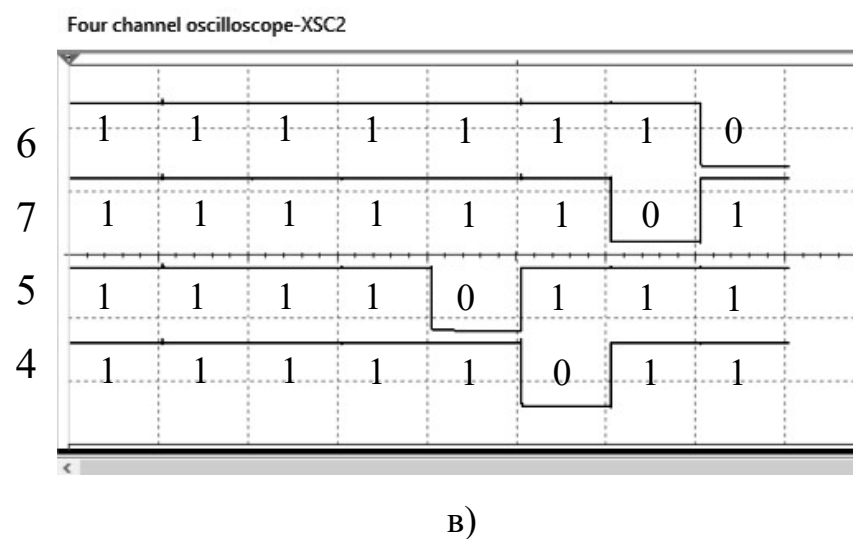 Four channel oscilloscope-XSC2
6 1 1 1 1 1 1 1 0
7 1 1 1 1 1 1 0 1
5 1 1 1 1 0 1 1 1
4 1 1 1 1 1 0 1 1
в)